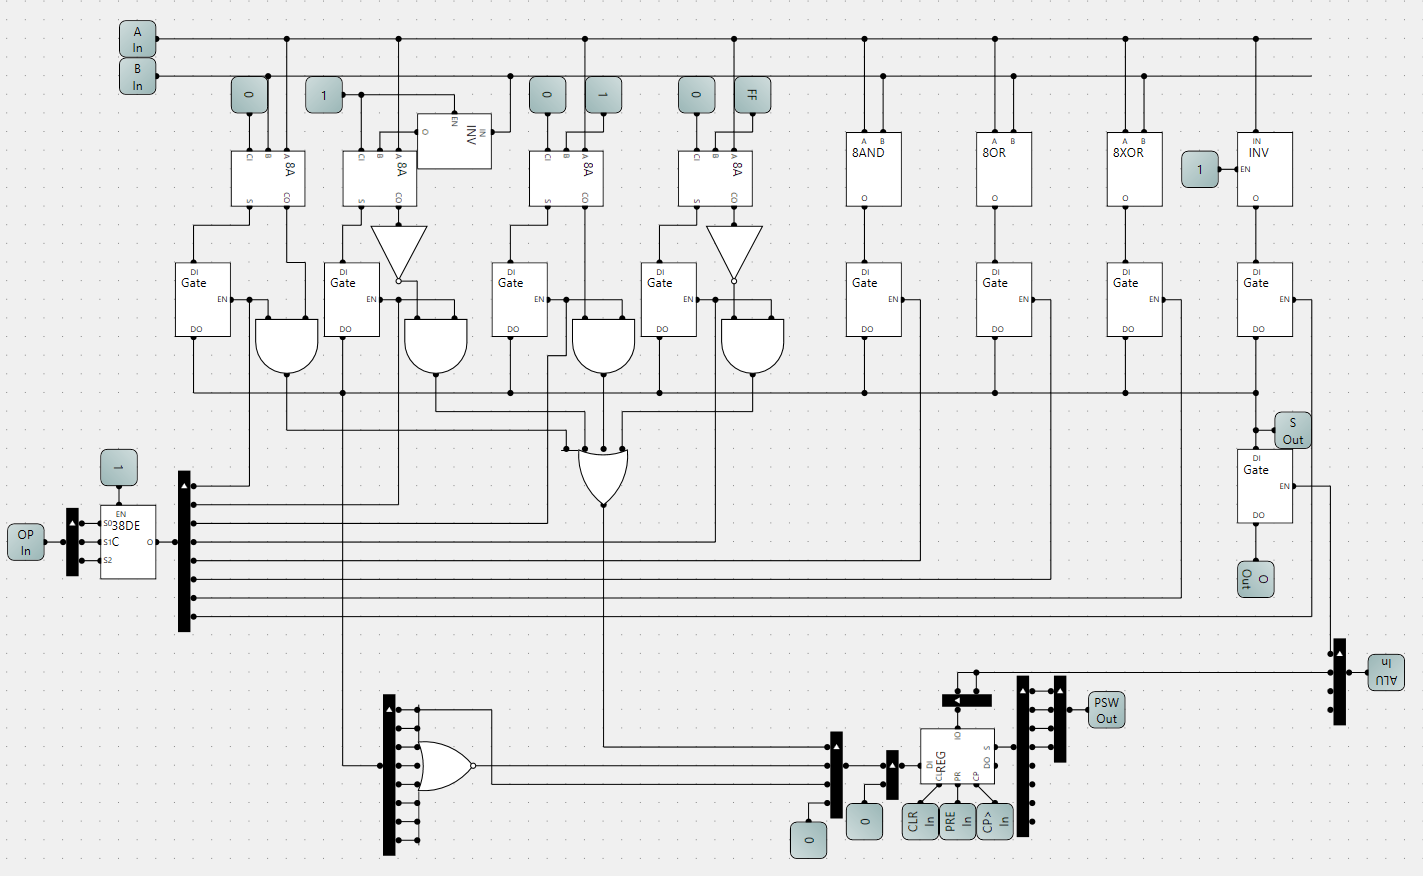 A
In
B
In
0
1
0
1
0
FF
EN
INV
O
IN
CI
B
A
8A
S
CO
CI
B
A
8A
S
CO
CI
B
A
8A
S
CO
CI
B
A
8A
S
CO
A
B
8AND
O
A
B
8OR
O
A
B
8XOR
O
1
IN
INV
EN
O
DI
Gate
EN
DO
DI
Gate
EN
DO
DI
Gate
EN
DO
DI
Gate
EN
DO
DI
Gate
EN
DO
DI
Gate
EN
DO
DI
Gate
EN
DO
DI
Gate
EN
DO
S
Out
DI
Gate
EN
DO
O
Out
1
OP
In
EN
S0
38DE
S1
C
O
S2
ALU
In
PSW
Out
IO
REG
DI
S
DO
CL
PR
CP
0
0
CLR
In
PRE
In
CP>
In